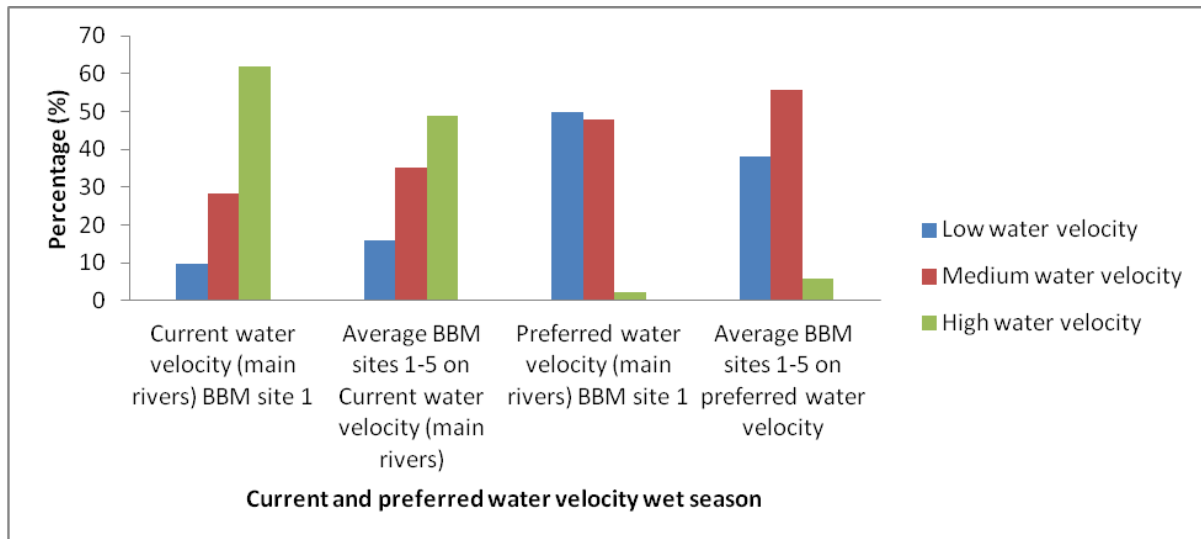 70
60
50
40
30
20
10
0
Percentage (%)
Current water
velocity (main
rivers) BBM site 1
Average BBM
sites 1-5 on
Current water
velocity (main
rivers)
Preferred water
velocity (main
rivers) BBM site 1
Average BBM
sites 1-5 on
preferred water
velocity
Current and preferred water velocity wet season
Low water velocity
Medium water velocity
High water velocity